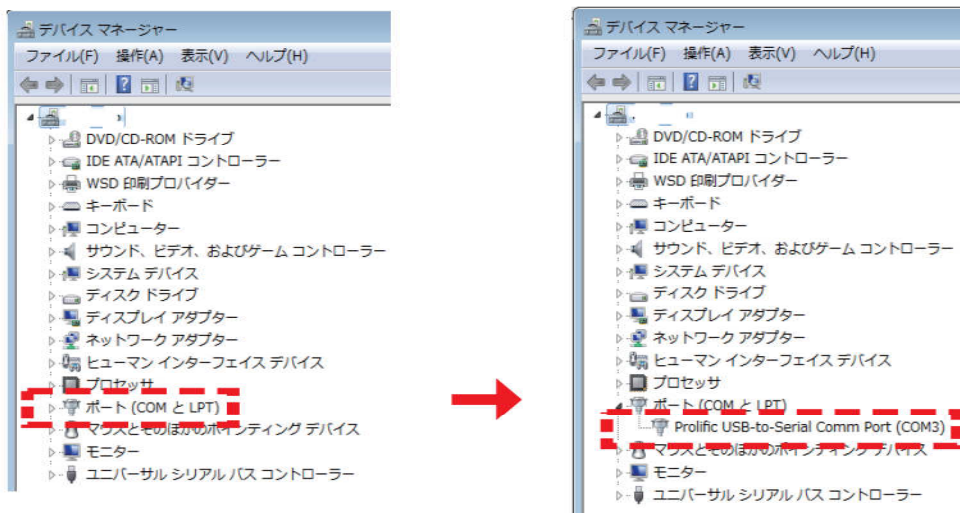 デバイス マネージャー
ファイル(F) 操作(A) 表示(V) ヘルプ(H)
DVD/CD-ROM ドライブ
IDE ATA/ATAPI コントローラー
WSD 印刷プロバイダー
キーボード
コンピューター
サウンド、ビデオ、およびゲーム コントローラー
システム デバイス
ディスク ドライブ
ディスプレイ アダプター
ネットワーク アダプター
ヒューマン インターフェイス デバイス
プロセッサ
ポート (COM と LPT)
マウスとそのほかのポインティング デバイス
モニター
ユニバーサル シリアル バス コントローラー
デバイス マネージャー
ファイル(F) 操作(A) 表示(V) ヘルプ(H)
DVD/CD-ROM ドライブ
IDE ATA/ATAPI コントローラー
WSD 印刷プロバイダー
キーボード
コンピューター
サウンド、ビデオ、およびゲーム コントローラー
システム デバイス
ディスク ドライブ
ディスプレイ アダプター
ネットワーク アダプター
ヒューマン インターフェイス デバイス
プロセッサ
ポート (COM と LPT)
Prolific USB-to-Serial Comm Port (COM3)
マウスとそのほかのポインティング デバイス
モニター
ユニバーサル シリアル バス コントローラー